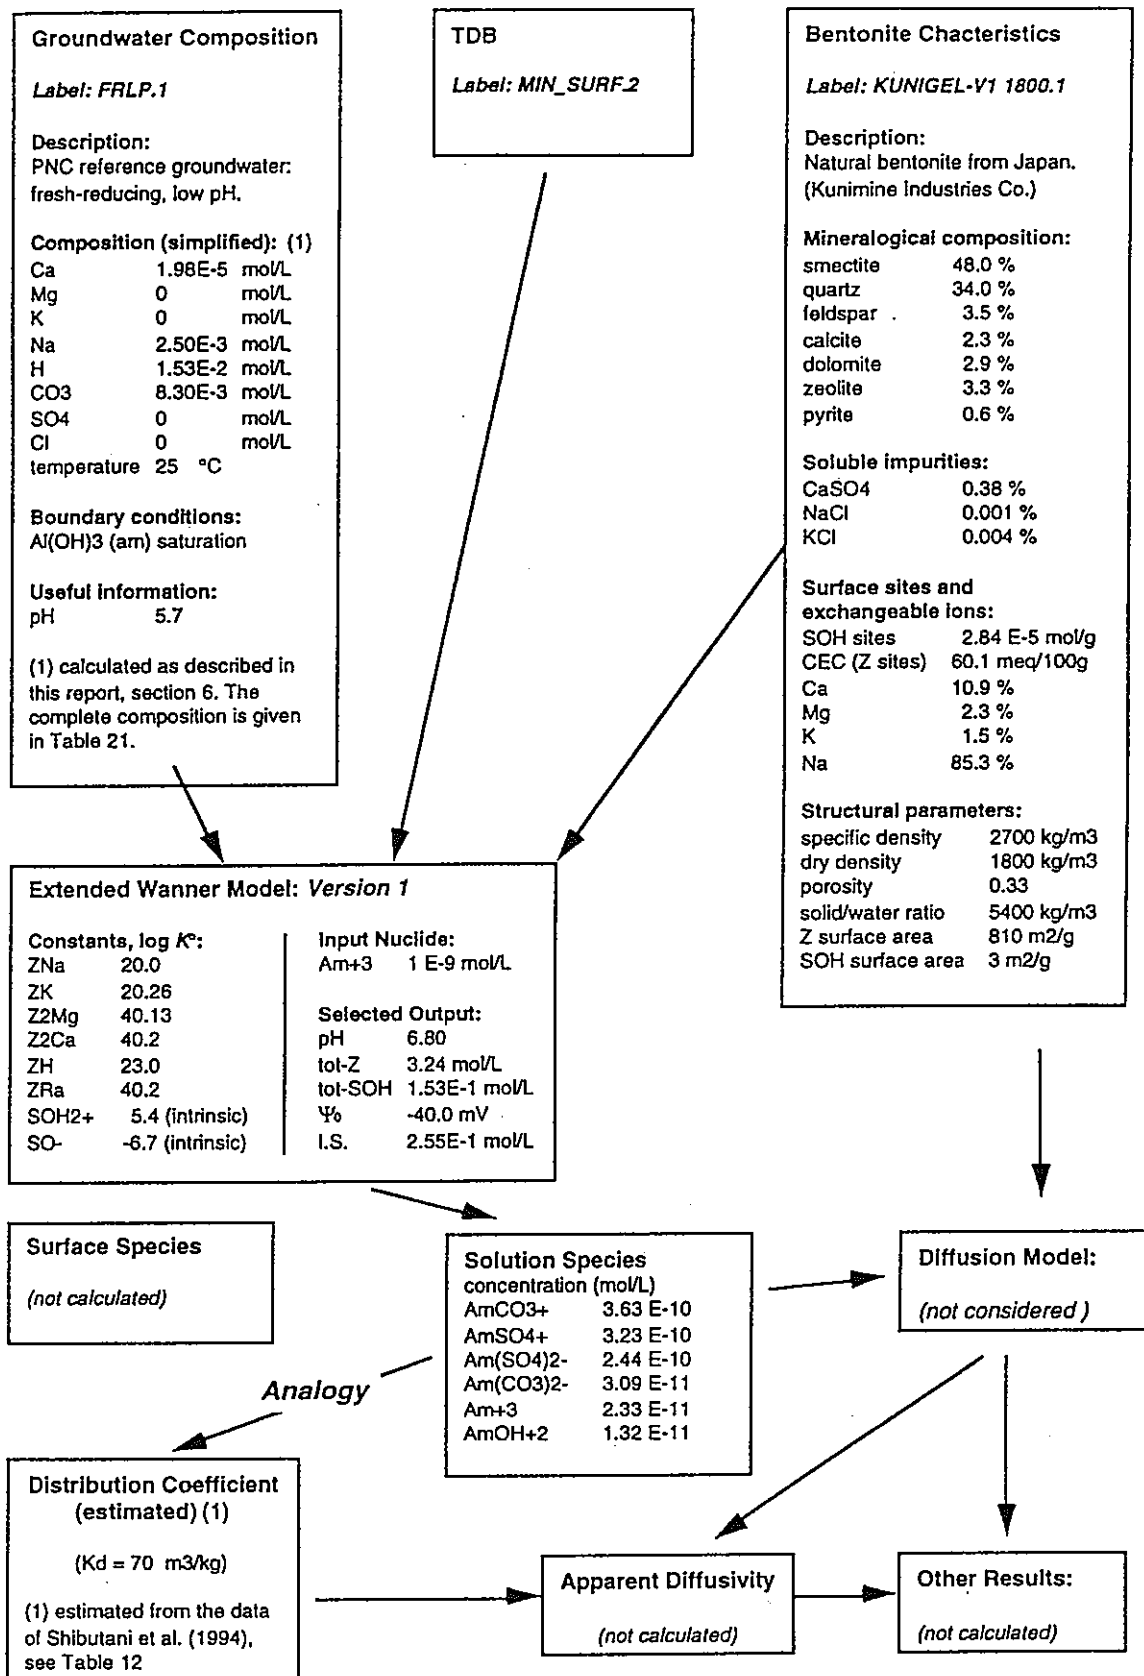 Groundwater Composition
Label: FRLP.1
Description:
PNC reference groundwater:
fresh-reducing, low pH.
Composition (simplified): (1)
Ca 1.98E-5 mol/L
Mg 0 mol/L
K 0 mol/L
Na 2.50E-3 mol/L
H 1.53E-2 mol/L
CO3 8.30E-3 mol/L
SO4 0 mol/L
Cl 0 mol/L
temperature 25 °C
Boundary conditions:
Al(OH)3 (am) saturation
Useful information:
pH 5.7
(1) calculated as described in
this report, section 6. The
complete composition is given
in Table 21.
TDB
Label: MIN_SURF.2
Bentonite Chacteristics
Label: KUNIGEL-V1 1800.1
Description:
Natural bentonite from Japan.
(Kunimine Industries Co.)
Mineralogical composition:
smectite 48.0 %
quartz 34.0 %
feldspar 3.5 %
calcite 2.3 %
dolomite 2.9 %
zeolite 3.3 %
pyrite 0.6 %
Soluble impurities:
CaSO4 0.38 %
NaCl 0.001 %
KCl 0.004 %
Surface sites and
exchangeable ions:
SOH sites 2.84 E-5 mol/g
CEC (Z sites) 60.1 meq/100g
Ca 10.9 %
Mg 2.3 %
K 1.5 %
Na 85.3 %
Structural parameters:
specific density 2700 kg/m3
dry density 1800 kg/m3
porosity 0.33
solid/water ratio 5400 kg/m3
Z surface area 810 m2/g
SOH surface area 3 m2/g
Extended Wanner Model: Version 1
Constants, log K°:
ZNa 20.0
ZK 20.26
Z2Mg 40.13
Z2Ca 40.2
ZH 23.0
ZRa 40.2
SOH2+ 5.4 (intrinsic)
SO- -6.7 (intrinsic)
Input Nuclide:
Am+3 1 E-9 mol/L
Selected Output:
pH 6.80
tot-Z 3.24 mol/L
tot-SOH 1.53E-1 mol/L
Ψ0 -40.0 mV
I.S. 2.55E-1 mol/L
Surface Species
(not calculated)
Solution Species
concentration (mol/L)
AmCO3+ 3.63 E-10
AmSO4+ 3.23 E-10
Am(SO4)2- 2.44 E-10
Am(CO3)2- 3.09 E-11
Am+3 2.33 E-11
AmOH+2 1.32 E-11
Diffusion Model:
(not considered )
Analogy
Distribution Coefficient
(estimated) (1)
(Kd = 70 m3/kg)
(1) estimated from the data
of Shibutani et al. (1994),
see Table 12
Apparent Diffusivity
(not calculated)
Other Results:
(not calculated)